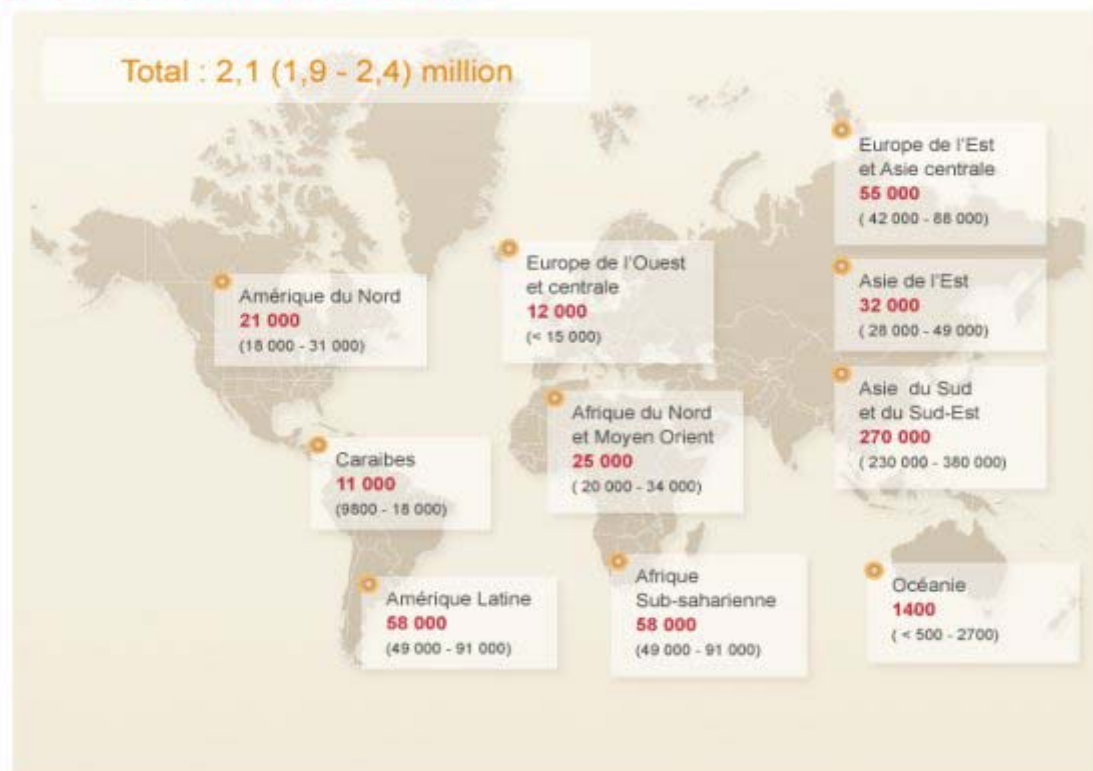 Total : 2,1 (1,9 - 2,4) million
Europe de l'Est
et Asie centrale
55 000
( 42 000 - 88 000)
Europe de l'Ouest
et centrale
12 000
(< 15 000)
Amérique du Nord
21 000
(18 000 - 31 000)
Asie de l'Est
32 000
( 28 000 - 49 000)
Asie du Sud
et du Sud-Est
270 000
( 230 000 - 380 000)
Afrique du Nord
et Moyen Orient
25 000
( 20 000 - 34 000)
Caraibes
11 000
(9800 - 18 000)
Amérique Latine
58 000
(49 000 - 91 000)
Afrique
Sub-saharienne
58 000
(49 000 - 91 000)
Océanie
1400
( < 500 - 2700)